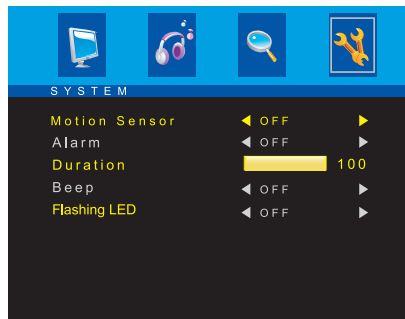 SYSTEM
Motion Sensor OFF
Alarm OFF
Duration 100
Beep OFF
Flashing LED OFF